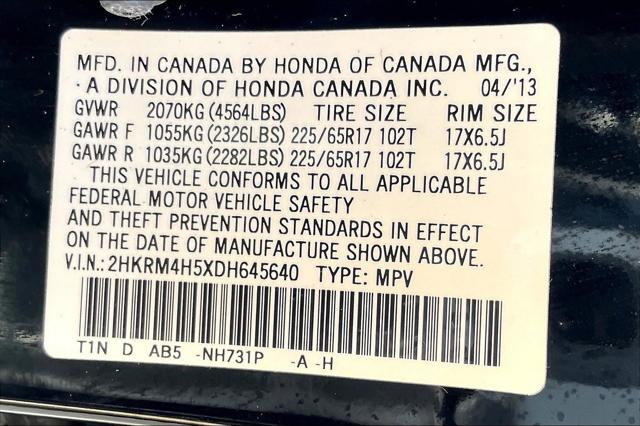 MFD. IN CANADA BY HONDA OF CANADA MFG.,
· A DIVISION OF HONDA CANADA INC. 04/'13
GVWR 2070KG (4564LBS) TIRE SIZE RIM SIZE
GAWR F 1055KG (2326LBS) 225/65R17 102T 17X6.5J
GAWR R 1035KG (2282LBS) 225/65R17 102T 17X6.5J
THIS VEHICLE CONFORMS TO ALL APPLICABLE
FEDERAL MOTOR VEHICLE SAFETY
AND THEFT PREVENTION STANDARDS IN EFFECT
ON THE DATE OF MANUFACTURE SHOWN ABOVE.
V.I.N.: 2HKRM4H5XDH645640 TYPE: MPV
T1N D AB5 -NH731P -A -H